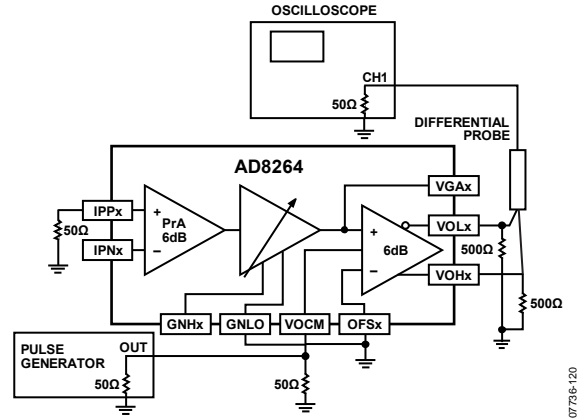 OSCILLOSCOPE
CH1
50Ω
DIFFERENTIAL
PROBE
AD8264
IPPx
50Ω
IPNx
+
–
PrA
6dB
VGAx
VOLx
VOHx
+
–
6dB
500Ω
500Ω
GNHx
GNLO
VOCM
OFSx
PULSE
GENERATOR
OUT
50Ω
50Ω
07736-120